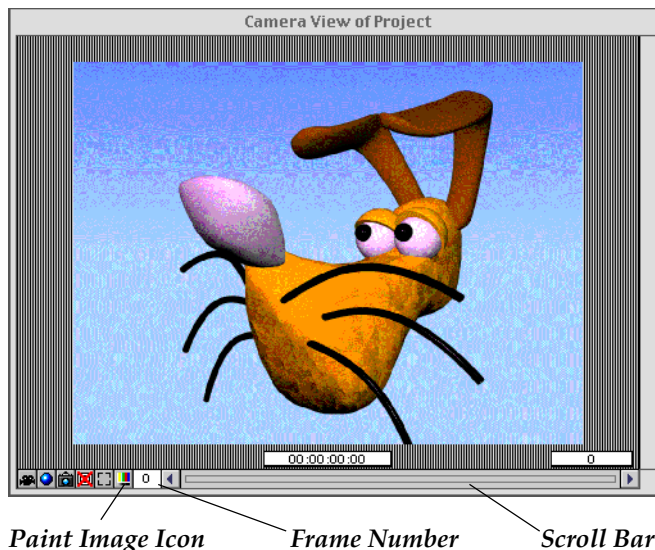 Camera View of Project
00:00:00:00
0
0
Paint Image Icon
Frame Number
Scroll Bar